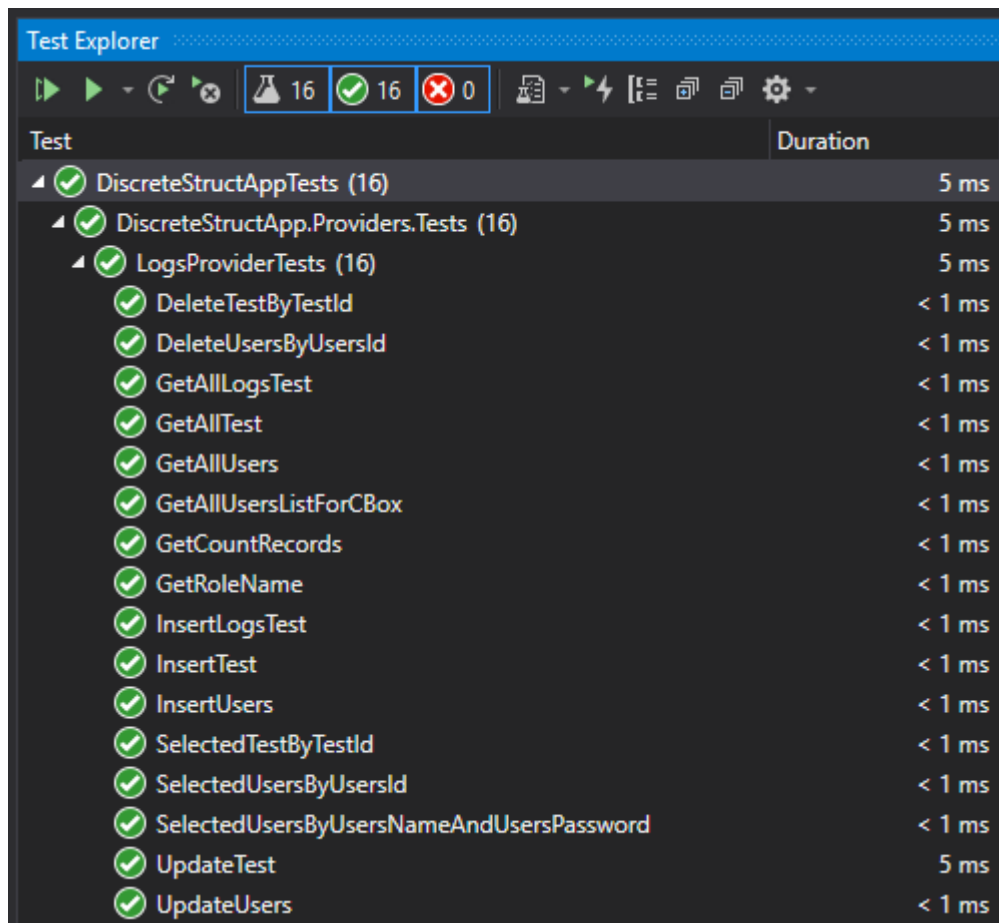 Test Explorer
16 16 0
Test Duration
DiscreteStructAppTests (16) 5 ms
DiscreteStructApp.Providers.Tests (16) 5 ms
LogsProviderTests (16) 5 ms
DeleteTestByTestId < 1 ms
DeleteUsersByUsersId < 1 ms
GetAllLogsTest < 1 ms
GetAllTest < 1 ms
GetAllUsers < 1 ms
GetAllUsersListForCBox < 1 ms
GetCountRecords < 1 ms
GetRoleName < 1 ms
InsertLogsTest < 1 ms
InsertTest < 1 ms
InsertUsers < 1 ms
SelectedTestByTestId < 1 ms
SelectedUsersByUsersId < 1 ms
SelectedUsersByUsersNameAndUsersPassword < 1 ms
UpdateTest 5 ms
UpdateUsers < 1 ms